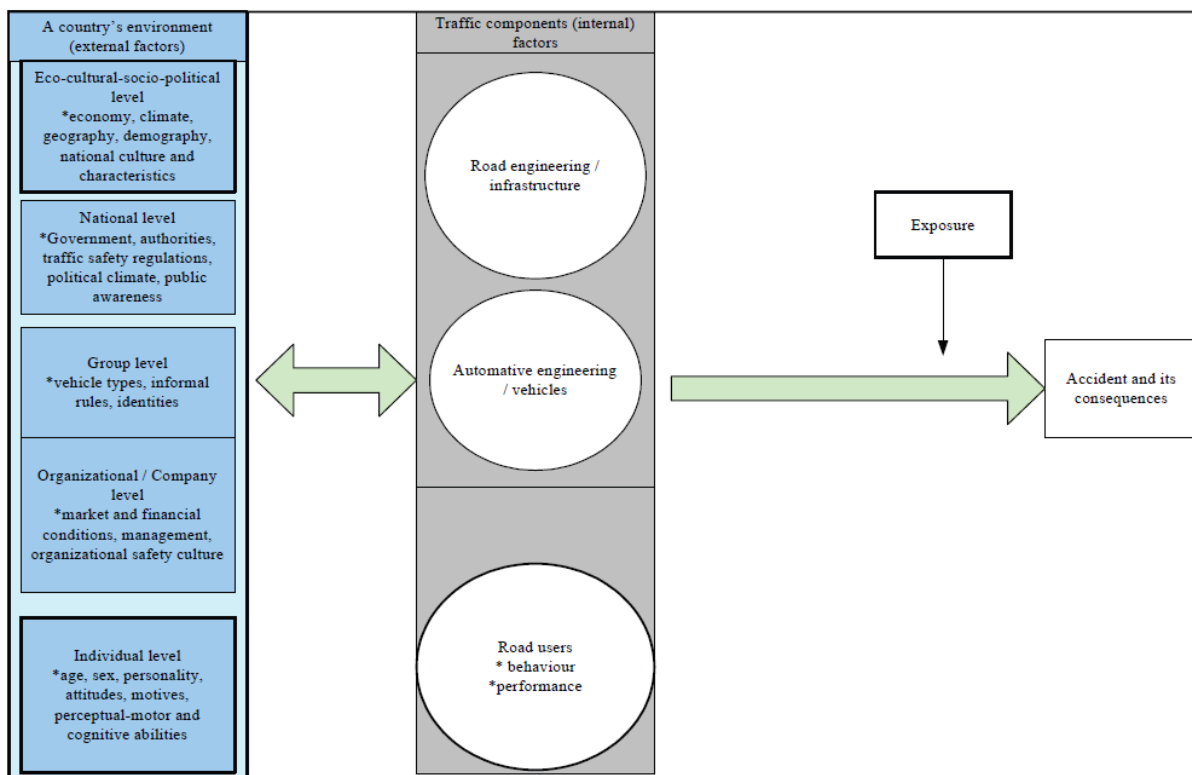 A country's environment
(external factors)
Eco-cultural-socio-political
level
*economy, climate,
geography, demography,
national culture and
characteristics
National level
*Government, authorities,
traffic safety regulations,
political climate, public
awareness
Group level
*vehicle types, informal
rules, identities
Organizational / Company
level
*market and financial
conditions, management,
organizational safety culture
Individual level
*age, sex, personality,
attitudes, motives,
perceptual-motor and
cognitive abilities
Traffic components (internal)
factors
Road engineering /
infrastructure
Automative engineering
/ vehicles
Road users
* behaviour
*performance
Exposure
Accident and its
consequences